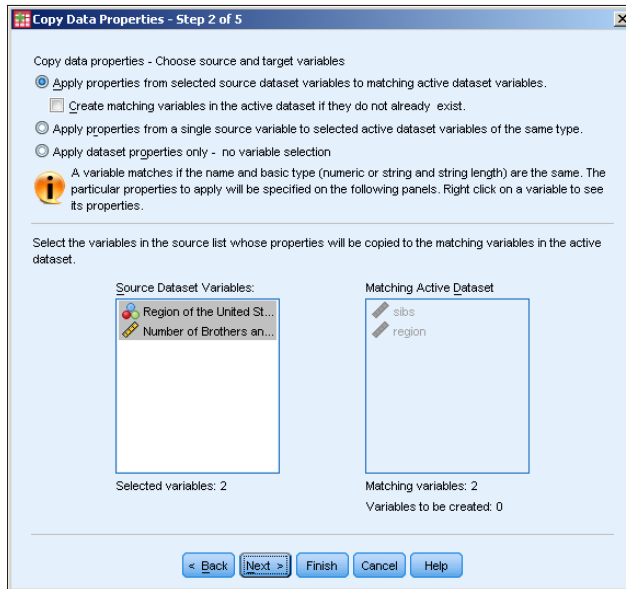 Copy Data Properties - Step 2 of 5
Copy data properties - Choose source and target variables
Apply properties from selected source dataset variables to matching active dataset variables.
Create matching variables in the active dataset if they do not already exist.
Apply properties from a single source variable to selected active dataset variables of the same type.
Apply dataset properties only - no variable selection
A variable matches if the name and basic type (numeric or string and string length) are the same. The
particular properties to apply will be specified on the following panels. Right click on a variable to see
its properties.
Select the variables in the source list whose properties will be copied to the matching variables in the active
dataset.
Source Dataset Variables:
Region of the United St...
Number of Brothers an...
Selected variables: 2
Matching Active Dataset
sibs
region
Matching variables: 2
Variables to be created: 0
< Back
Next >
Finish
Cancel
Help